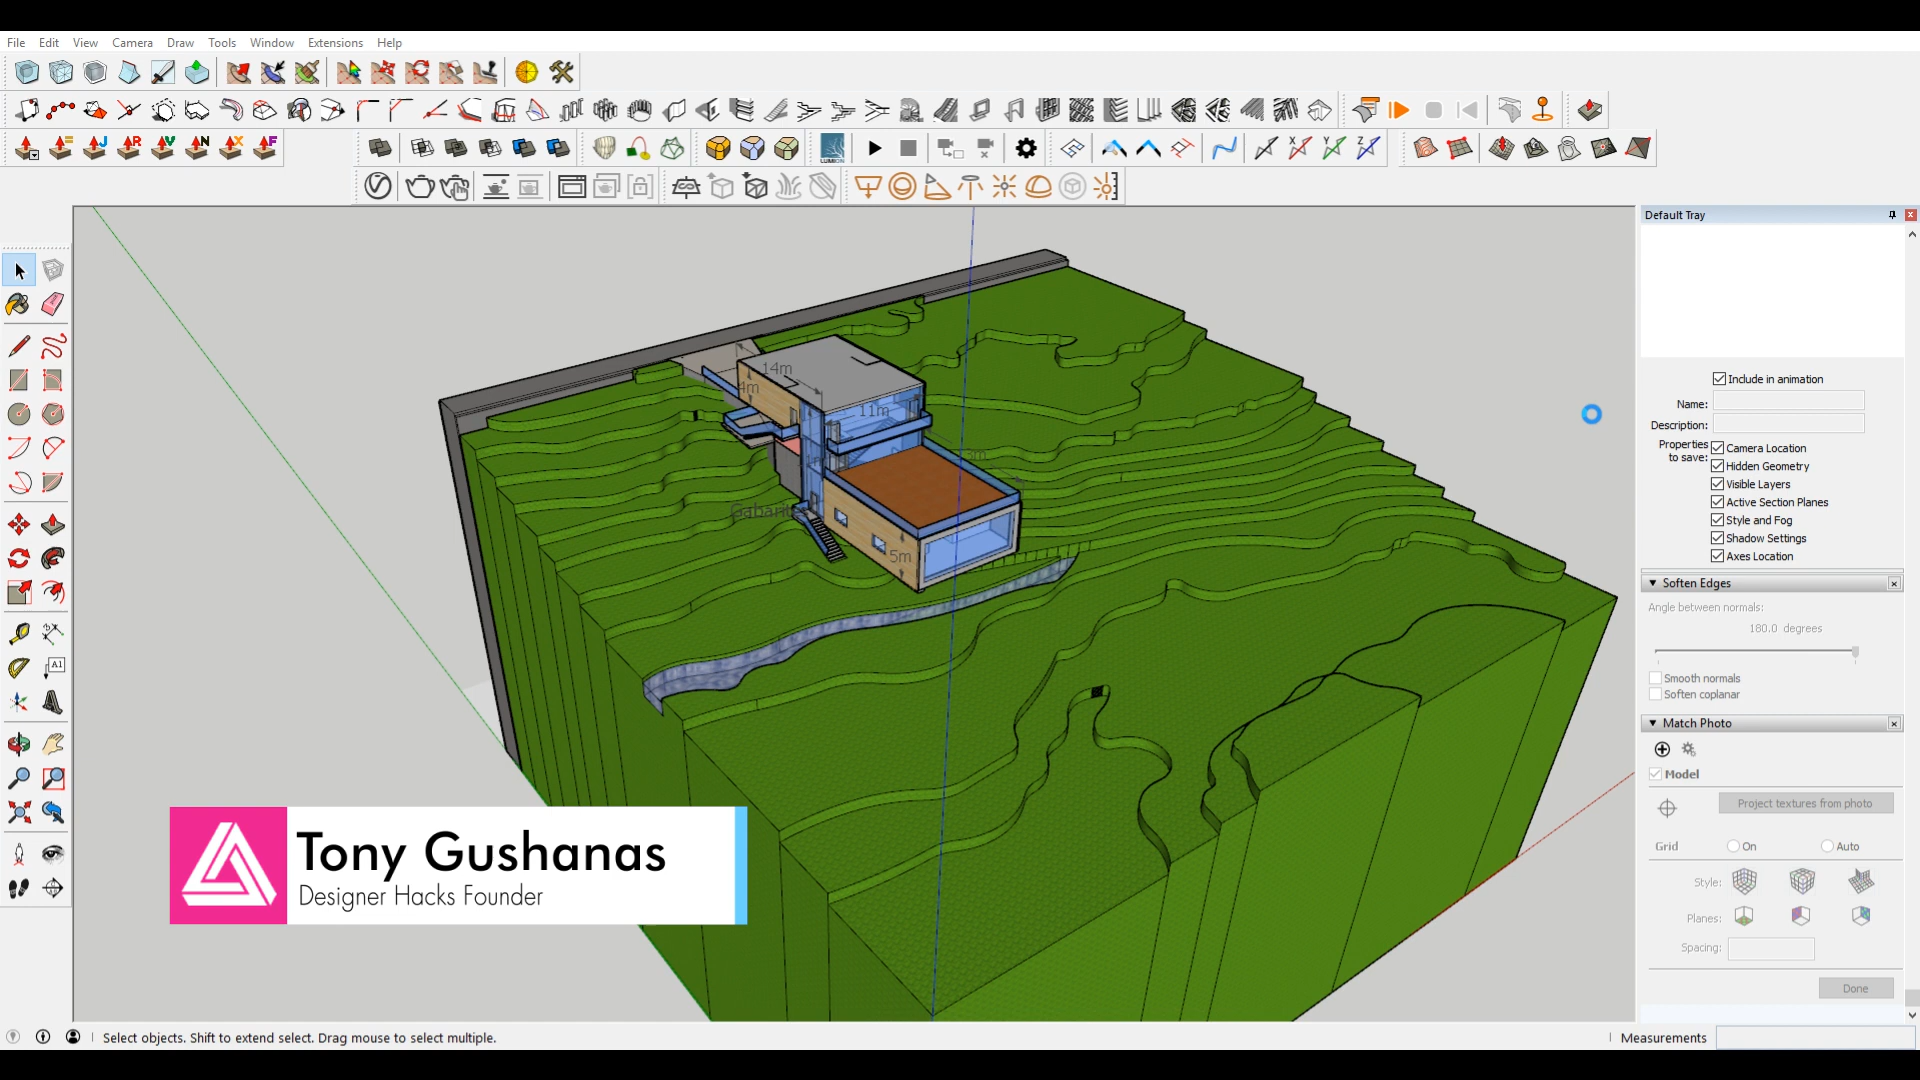 File Edit View Camera Draw Tools Window Extensions Help
J R V N X F
LUMION
X Y Z
Default Tray
Include in animation
Name:
Description:
Properties to save:
Camera Location
Hidden Geometry
Visible Layers
Active Section Planes
Style and Fog
Shadow Settings
Axes Location
Soften Edges
Angle between normals:
180.0 degrees
Smooth normals
Soften coplanar
Match Photo
Model
Project textures from photo
Grid On Auto
Style:
Planes:
Spacing:
Done
A1
14m
4m
11m
5m
Tony Gushanas
Designer Hacks Founder
Select objects. Shift to extend select. Drag mouse to select multiple.
Measurements